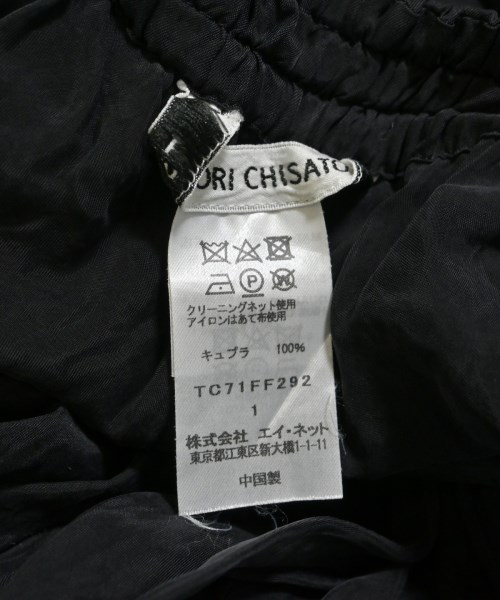 ORI CHISATO
クリーニングネット使用
アイロンはあて布使用
キュプラ 100%
TC71FF292
1
株式会社 エイ・ネット
東京都江東区新大橋1-1-11
中国製